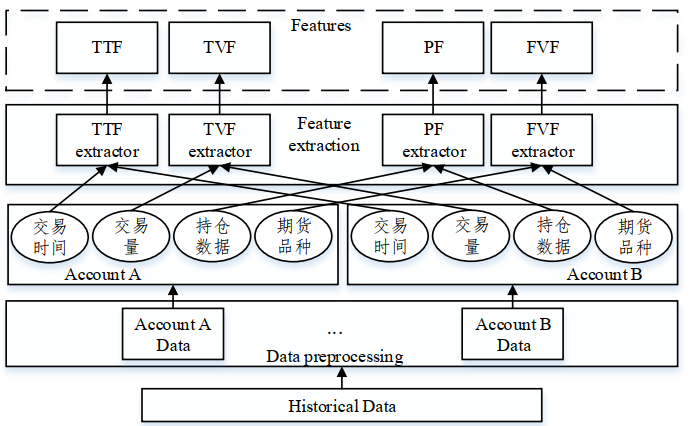 Features
TTF
TVF
PF
FVF
TTF
extractor
TVF
extractor
Feature
extraction
PF
extractor
FVF
extractor
交易
时间
交易
量
持仓
数据
期货
品种
Account A
交易
时间
交易
量
持仓
数据
期货
品种
Account B
Account A
Data
...
Account B
Data
Data preprocessing
Historical Data